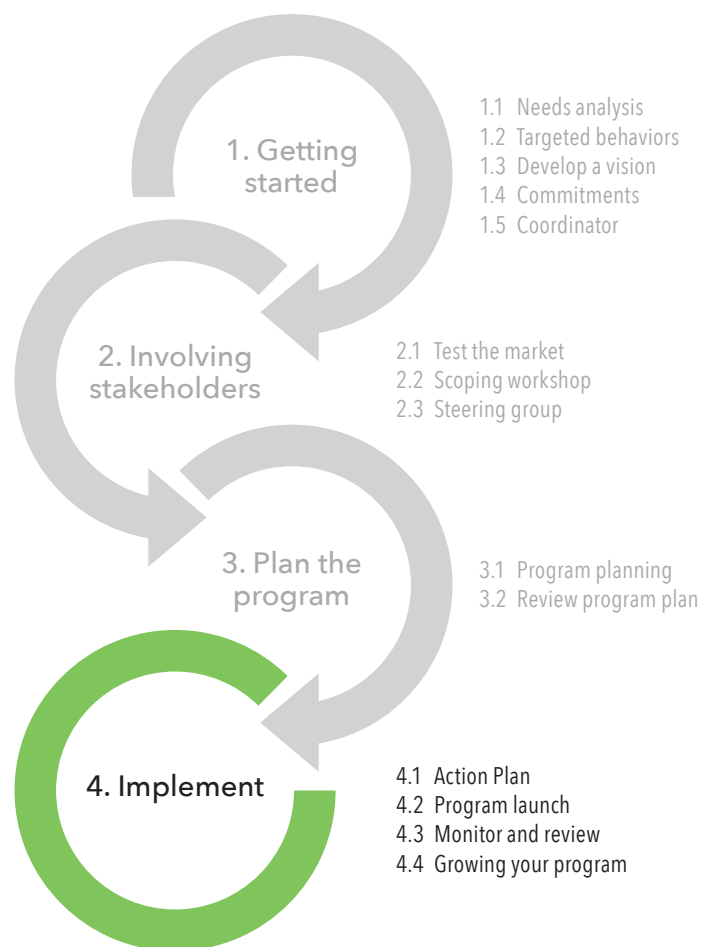 1. Getting
started
1.1 Needs analysis
1.2 Targeted behaviors
1.3 Develop a vision
1.4 Commitments
1.5 Coordinator
2. Involving
stakeholders
2.1 Test the market
2.2 Scoping workshop
2.3 Steering group
3. Plan the
program
3.1 Program planning
3.2 Review program plan
4. Implement
4.1 Action Plan
4.2 Program launch
4.3 Monitor and review
4.4 Growing your program